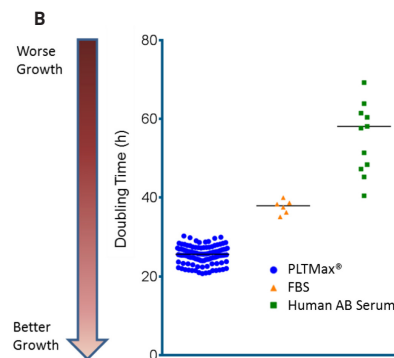 B
Worse
Growth
Better
Growth
Doubling Time (h)
80
60
40
20
0
PLTMax®
FBS
Human AB Serum